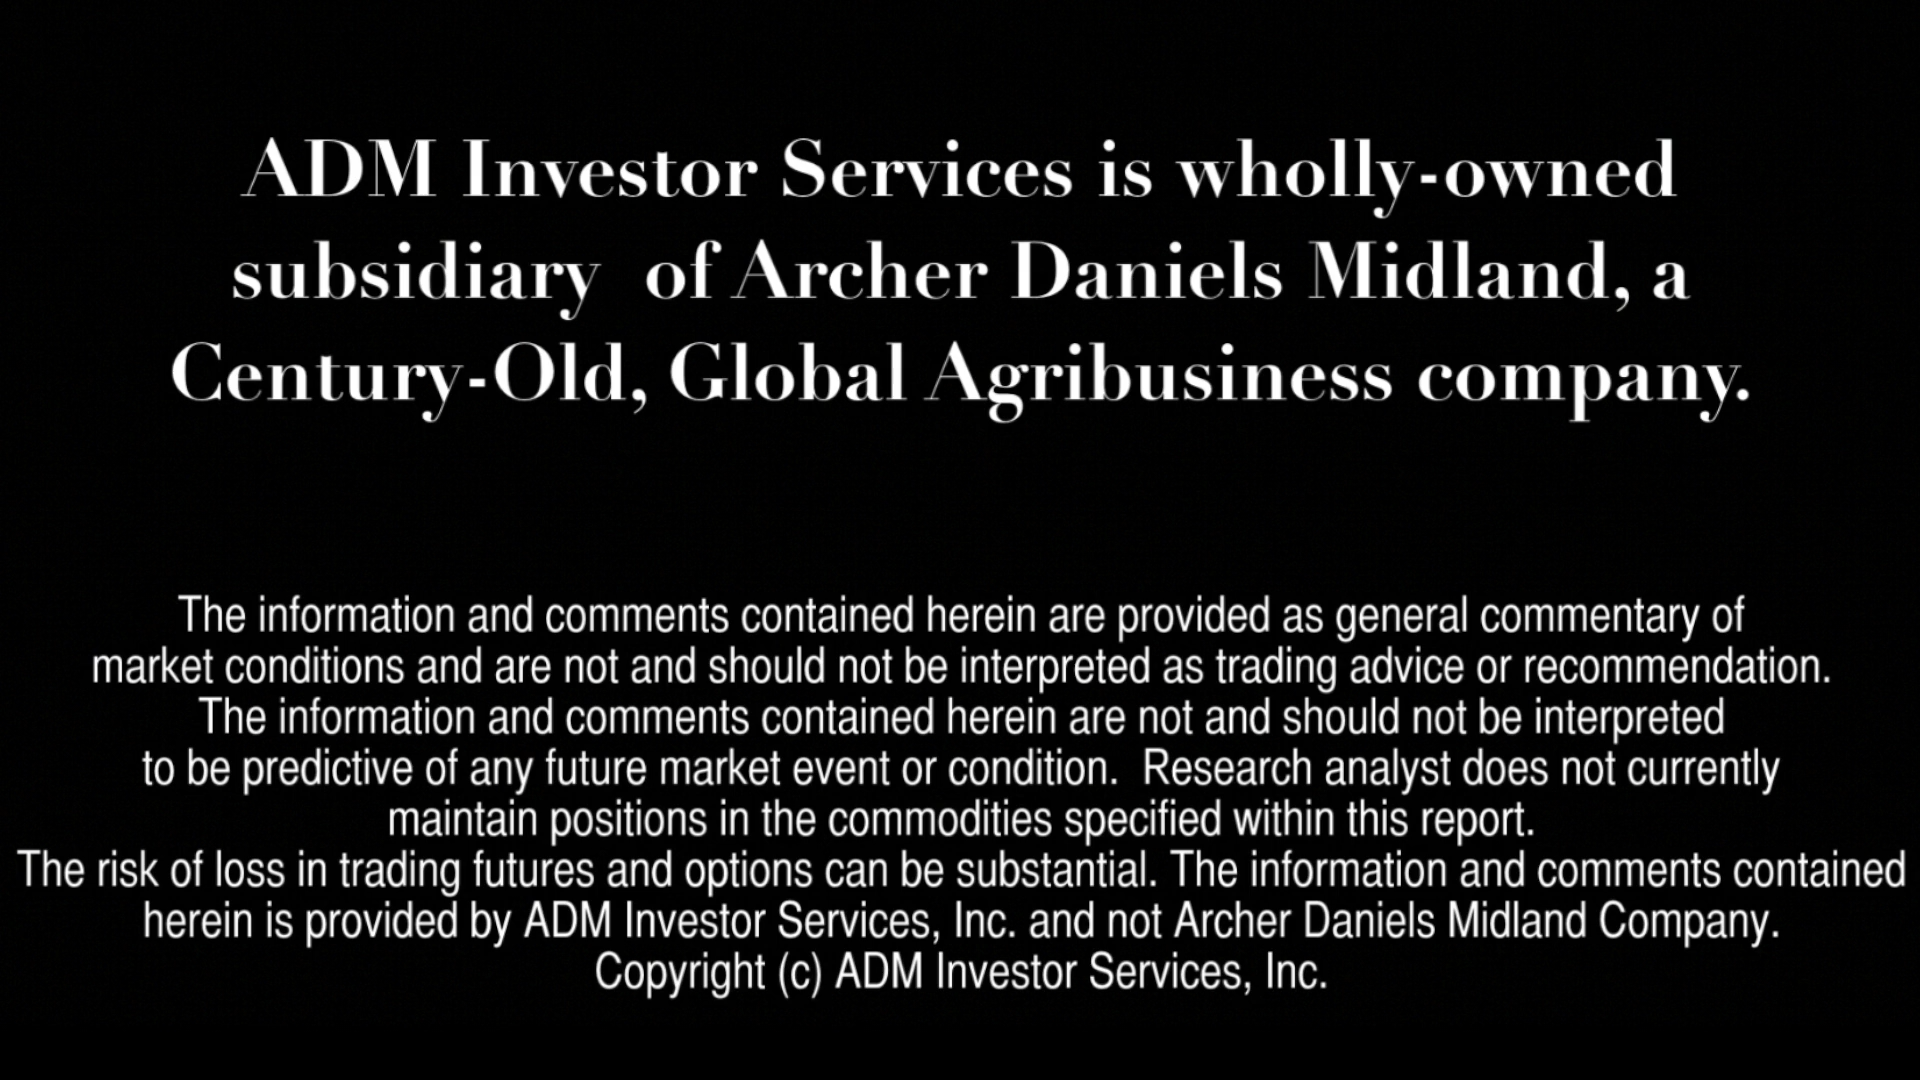 ADM Investor Services is wholly-owned
subsidiary  of Archer Daniels Midland, a
Century-Old, Global Agribusiness company.
The information and comments contained herein are provided as general commentary of
market conditions and are not and should not be interpreted as trading advice or recommendation.
The information and comments contained herein are not and should not be interpreted
to be predictive of any future market event or condition.  Research analyst does not currently
maintain positions in the commodities specified within this report.
The risk of loss in trading futures and options can be substantial. The information and comments contained
herein is provided by ADM Investor Services, Inc. and not Archer Daniels Midland Company.
Copyright (c) ADM Investor Services, Inc.